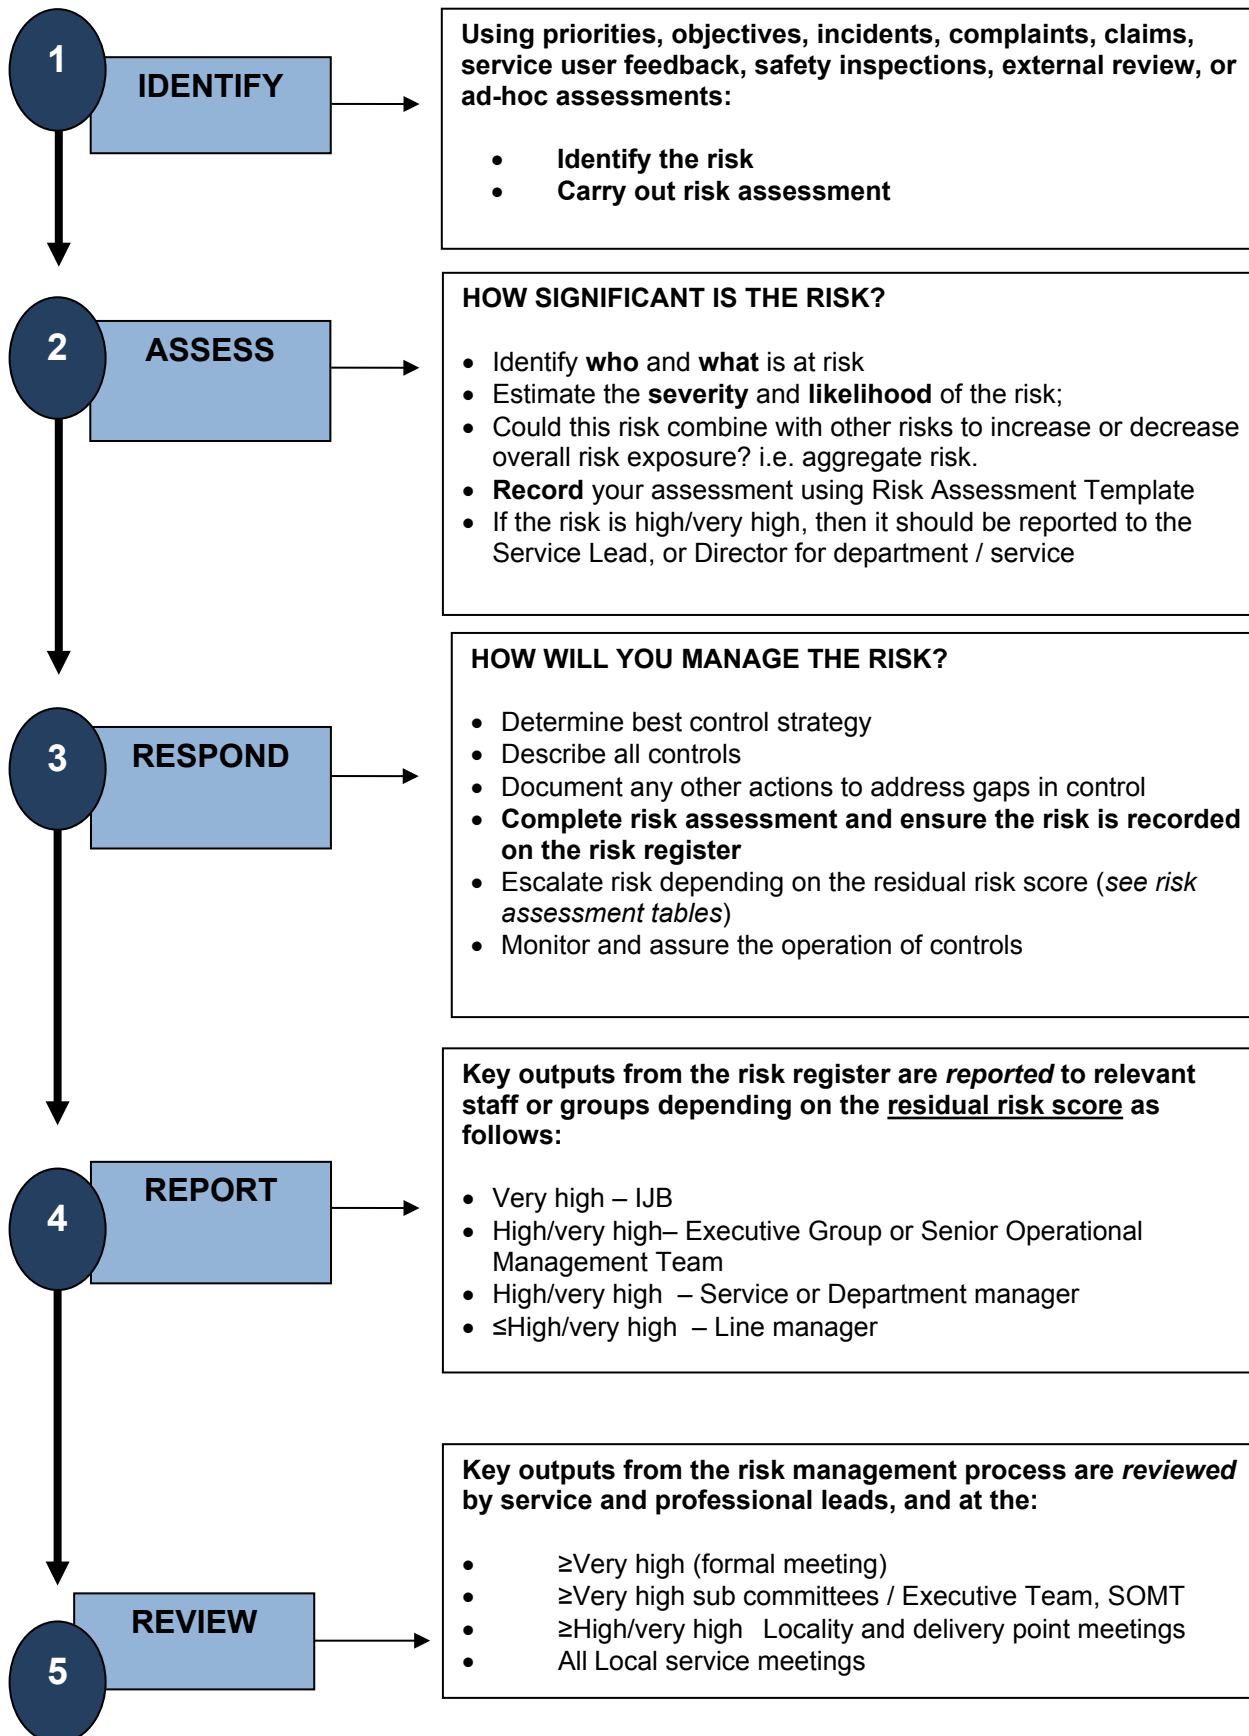 1
IDENTIFY
Using priorities, objectives, incidents, complaints, claims,
service user feedback, safety inspections, external review, or
ad-hoc assessments:
• Identify the risk
• Carry out risk assessment
2
ASSESS
HOW SIGNIFICANT IS THE RISK?
• Identify who and what is at risk
• Estimate the severity and likelihood of the risk;
• Could this risk combine with other risks to increase or decrease
overall risk exposure? i.e. aggregate risk.
• Record your assessment using Risk Assessment Template
• If the risk is high/very high, then it should be reported to the
Service Lead, or Director for department / service
3
RESPOND
HOW WILL YOU MANAGE THE RISK?
• Determine best control strategy
• Describe all controls
• Document any other actions to address gaps in control
• Complete risk assessment and ensure the risk is recorded
on the risk register
• Escalate risk depending on the residual risk score (see risk
assessment tables)
• Monitor and assure the operation of controls
4
REPORT
Key outputs from the risk register are reported to relevant
staff or groups depending on the residual risk score as
follows:
• Very high – IJB
• High/very high– Executive Group or Senior Operational
Management Team
• High/very high – Service or Department manager
• ≤High/very high – Line manager
5
REVIEW
Key outputs from the risk management process are reviewed
by service and professional leads, and at the:
• ≥Very high (formal meeting)
• ≥Very high sub committees / Executive Team, SOMT
• ≥High/very high Locality and delivery point meetings
• All Local service meetings